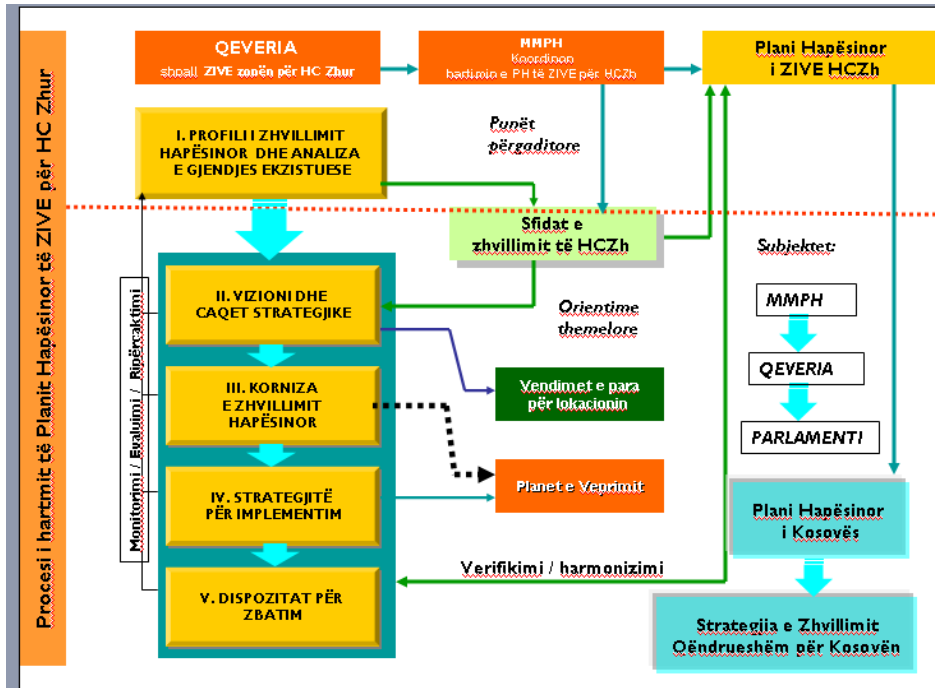 Procesi i hartmit të Planit Hapësinor të ZIVE për HC Zhur
QEVERIA
shpall ZIVE zonën për HC Zhur
MMPH
Koordinon
hartimin e PH të ZIVE për HCZh
Plani Hapësinor
i ZIVE HCZh
I. PROFILI I ZHVILLIMIT
HAPËSINOR DHE ANALIZA
E GJENDJES EKZISTUESE
Punët
përgaditore
Sfidat e
zhvillimit të HCZh
Subjektet:
Monitorimi / Evaluimi / Ripërcaktimi
II. VIZIONI DHE
CAQET STRATEGJIKE
Orientime
themelore
MMPH
QEVERIA
PARLAMENTI
III. KORNIZA
E ZHVILLIMIT
HAPËSINOR
Vendimet e para
për lokacionin
IV. STRATEGJITË
PËR IMPLEMENTIM
Planet e Veprimit
Plani Hapësinor
i Kosovës
Verifikimi / harmonizimi
V. DISPOZITAT PËR
ZBATIM
Strategjia e Zhvillimit
Qëndrueshëm për Kosovën